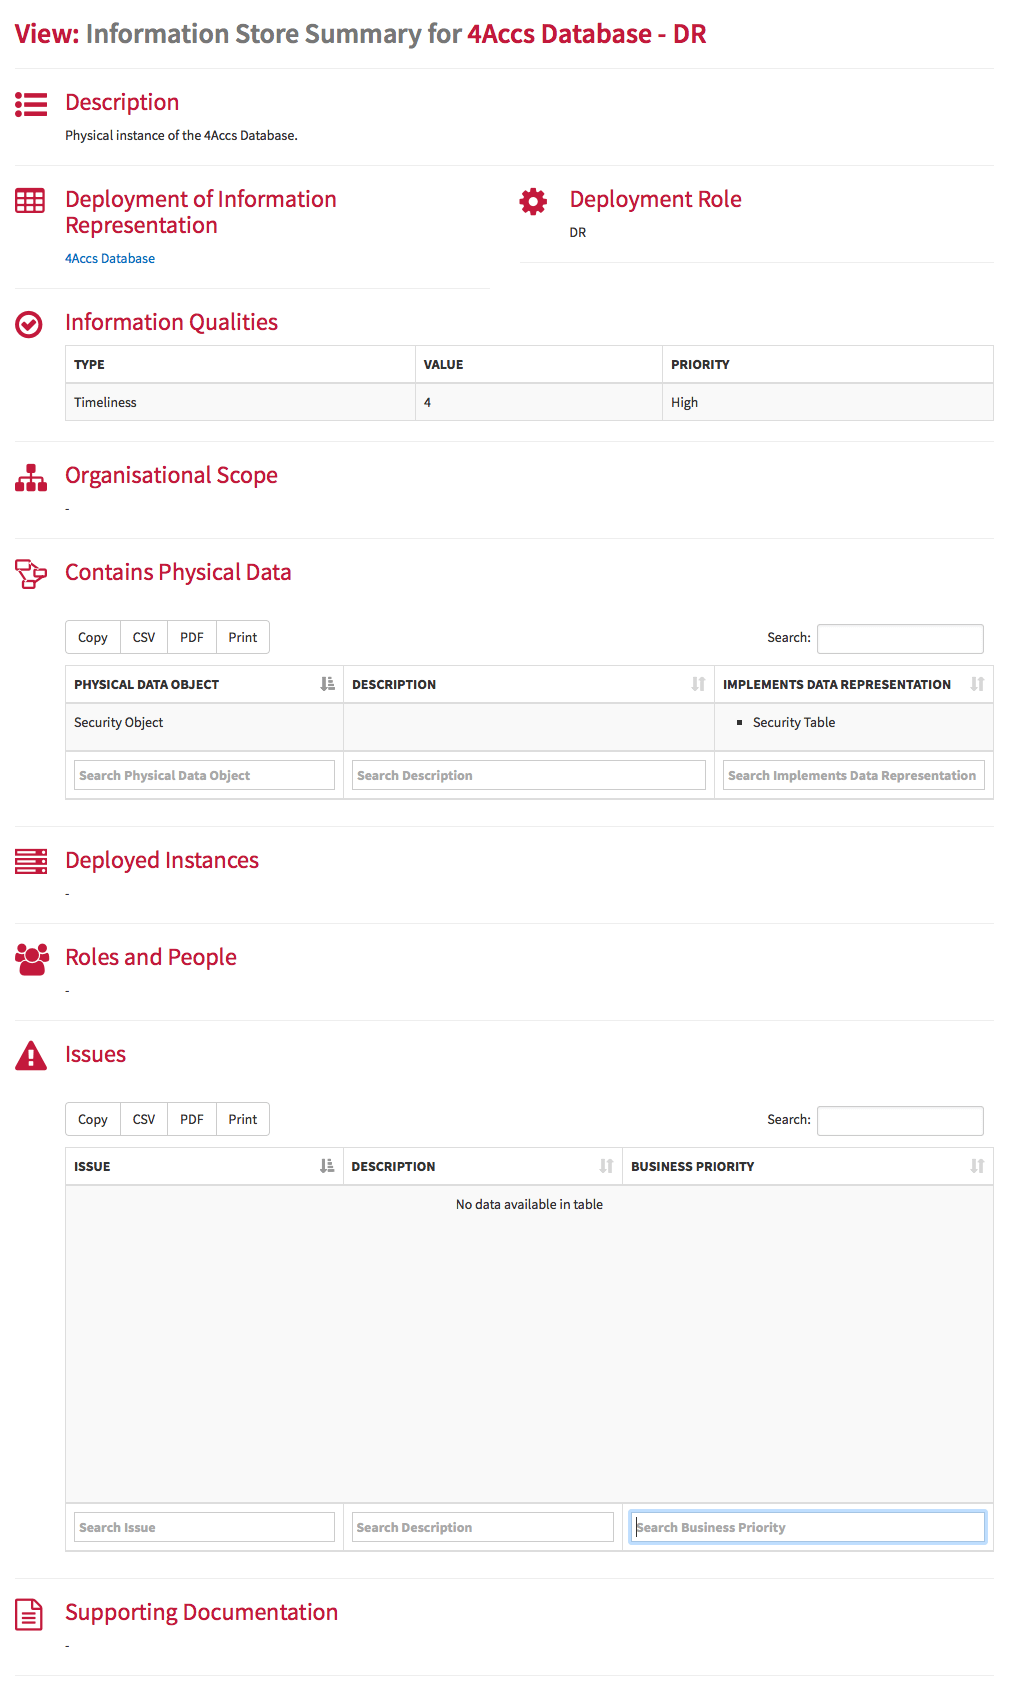 View: Information Store Summary for 4Accs Database - DR
Description
Physical instance of the 4Accs Database.
Deployment of Information
Representation
4Accs Database
Deployment Role
DR
Information Qualities
TYPE VALUE PRIORITY
Timeliness 4 High
Organisational Scope
-
Contains Physical Data
Copy CSV PDF Print Search:
PHYSICAL DATA OBJECT DESCRIPTION IMPLEMENTS DATA REPRESENTATION
Security Object ▪ Security Table
Search Physical Data Object Search Description Search Implements Data Representation
Deployed Instances
-
Roles and People
-
Issues
Copy CSV PDF Print Search:
ISSUE DESCRIPTION BUSINESS PRIORITY
No data available in table
Search Issue Search Description Search Business Priority
Supporting Documentation
-